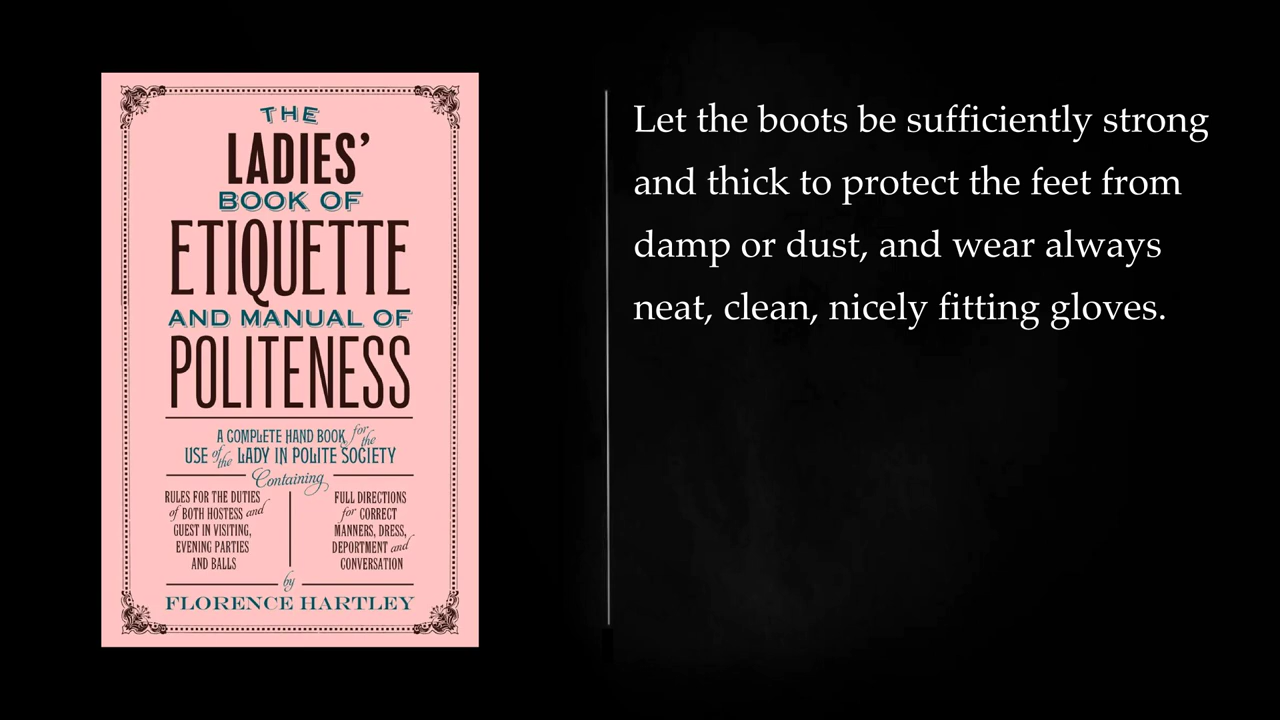 THE
LADIES’
BOOK OF
ETIQUETTE
AND MANUAL OF
POLITENESS
A COMPLETE HAND BOOK for the
USE of the LADY IN POLITE SOCIETY
Containing
RULES FOR THE DUTIES
of BOTH HOSTESS and
GUEST IN VISITING,
EVENING PARTIES
AND BALLS
FULL DIRECTIONS
for CORRECT
MANNERS, DRESS,
DEPORTMENT and
CONVERSATION
by
FLORENCE HARTLEY
Let the boots be sufficiently strong
and thick to protect the feet from
damp or dust, and wear always
neat, clean, nicely fitting gloves.